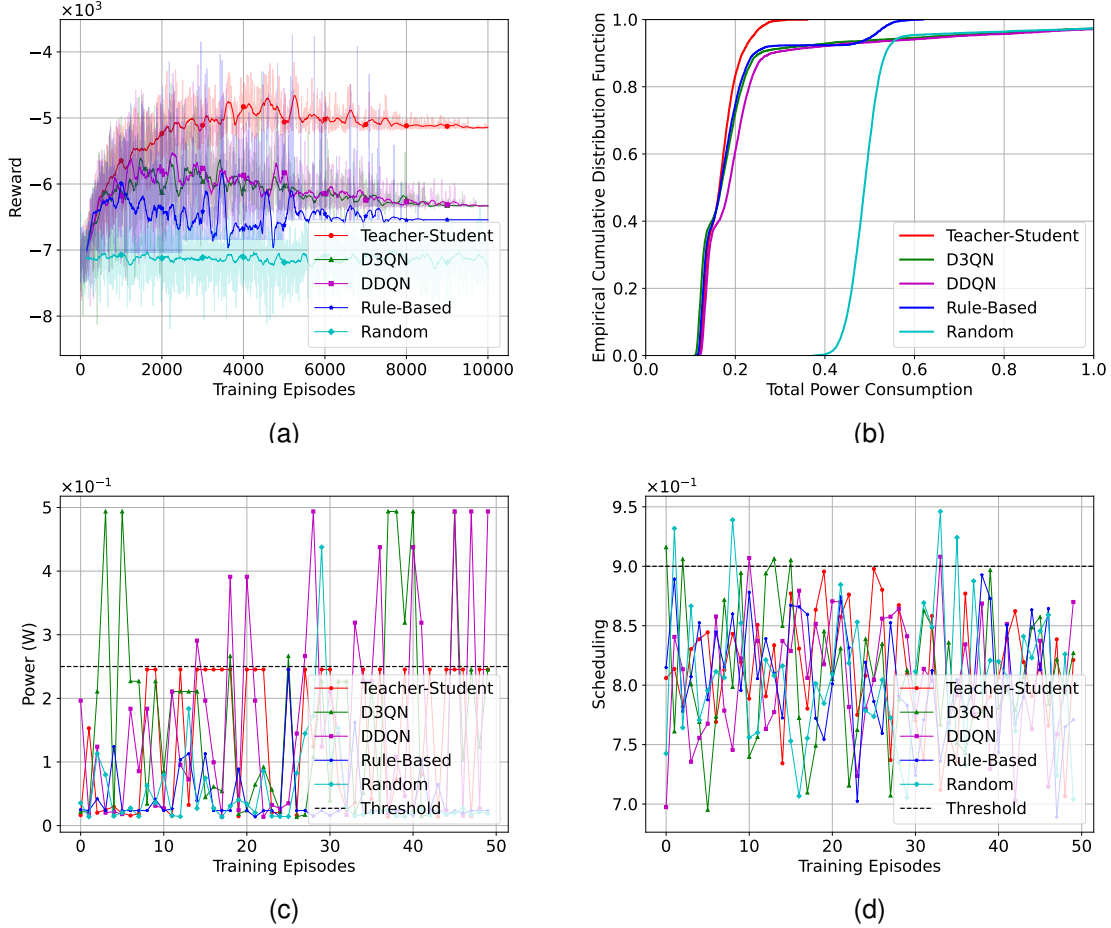 ×10³
−4
−5
−6
−7
−8
Reward
0 2000 4000 6000 8000 10000
Training Episodes
Teacher-Student
D3QN
DDQN
Rule-Based
Random
(a)
1.0
0.8
0.6
0.4
0.2
0.0
Empirical Cumulative Distribution Function
0.0 0.2 0.4 0.6 0.8 1.0
Total Power Consumption
Teacher-Student
D3QN
DDQN
Rule-Based
Random
(b)
×10⁻¹
5
4
3
2
1
0
Power (W)
0 10 20 30 40 50
Training Episodes
Teacher-Student
D3QN
DDQN
Rule-Based
Random
Threshold
(c)
×10⁻¹
9.5
9.0
8.5
8.0
7.5
7.0
Scheduling
0 10 20 30 40 50
Training Episodes
Teacher-Student
D3QN
DDQN
Rule-Based
Random
Threshold
(d)